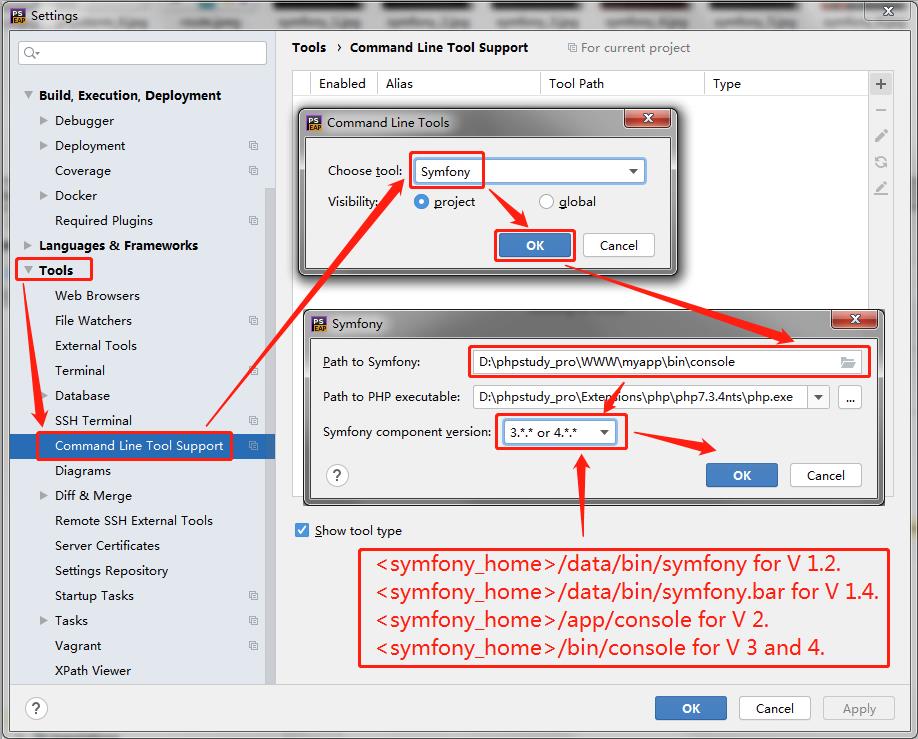 PS EAP Settings
Build, Execution, Deployment
Debugger
Deployment
Coverage
Docker
Required Plugins
Languages & Frameworks
Tools
Web Browsers
File Watchers
External Tools
Terminal
Database
SSH Terminal
Command Line Tool Support
Diagrams
Diff & Merge
Remote SSH External Tools
Server Certificates
Settings Repository
Startup Tasks
Tasks
Vagrant
XPath Viewer
Tools › Command Line Tool Support For current project
Enabled Alias Tool Path Type
PS EAP Command Line Tools
Choose tool: Symfony
Visibility: project global
OK Cancel
PS EAP Symfony
Path to Symfony: D:\phpstudy_pro\WWW\myapp\bin\console
Path to PHP executable: D:\phpstudy_pro\Extensions\php\php7.3.4nts\php.exe ...
Symfony component version: 3.*.* or 4.*.*
? OK Cancel
Show tool type
<symfony_home>/data/bin/symfony for V 1.2.
<symfony_home>/data/bin/symfony.bar for V 1.4.
<symfony_home>/app/console for V 2.
<symfony_home>/bin/console for V 3 and 4.
? OK Cancel Apply